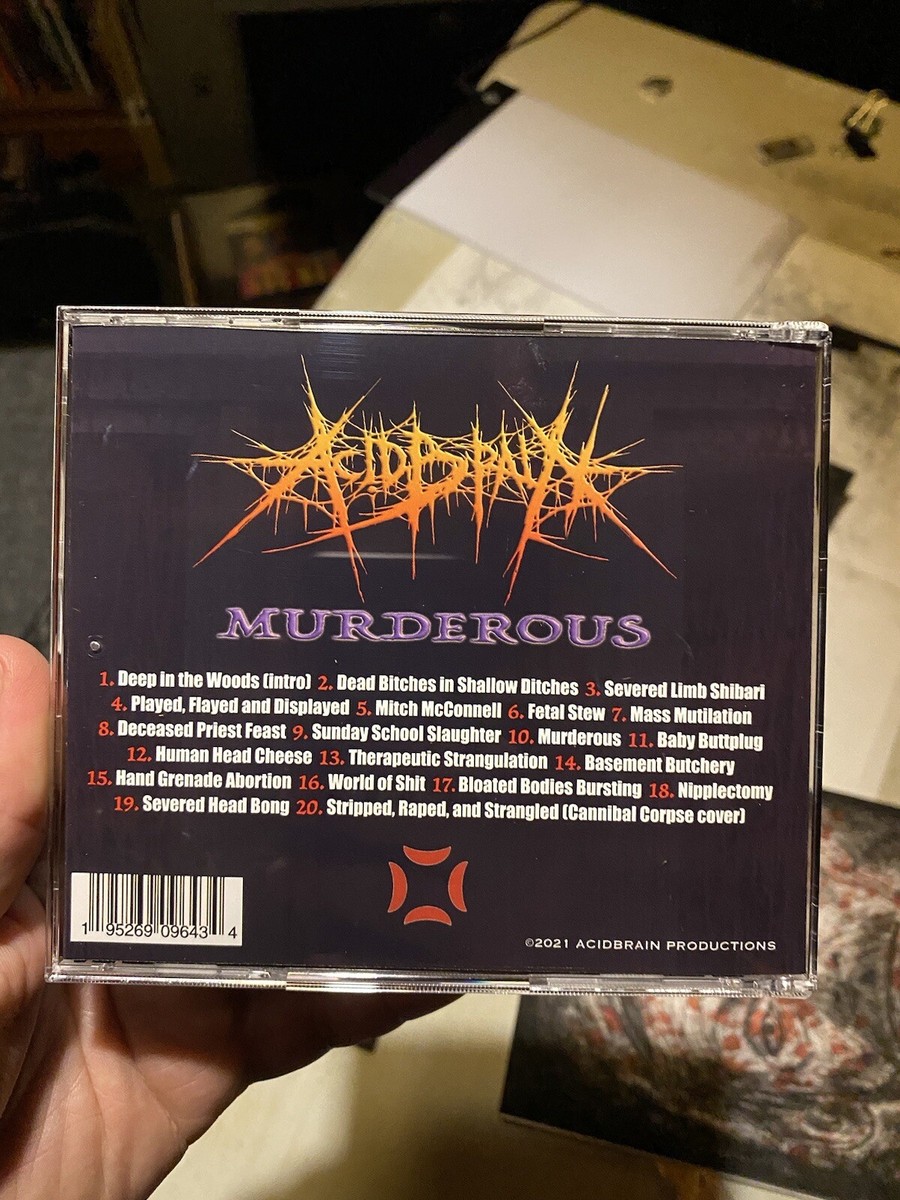 ACIDBRAIN
MURDEROUS
1. Deep in the Woods (intro) 2. Dead Bitches in Shallow Ditches 3. Severed Limb Shibari
4. Played, Flayed and Displayed 5. Mitch McConnell 6. Fetal Stew 7. Mass Mutilation
8. Deceased Priest Feast 9. Sunday School Slaughter 10. Murderous 11. Baby Buttplug
12. Human Head Cheese 13. Therapeutic Strangulation 14. Basement Butchery
15. Hand Grenade Abortion 16. World of Shit 17. Bloated Bodies Bursting 18. Nipplectomy
19. Severed Head Bong 20. Stripped, Raped, and Strangled (Cannibal Corpse cover)
1 95269 09643 4
©2021 ACIDBRAIN PRODUCTIONS